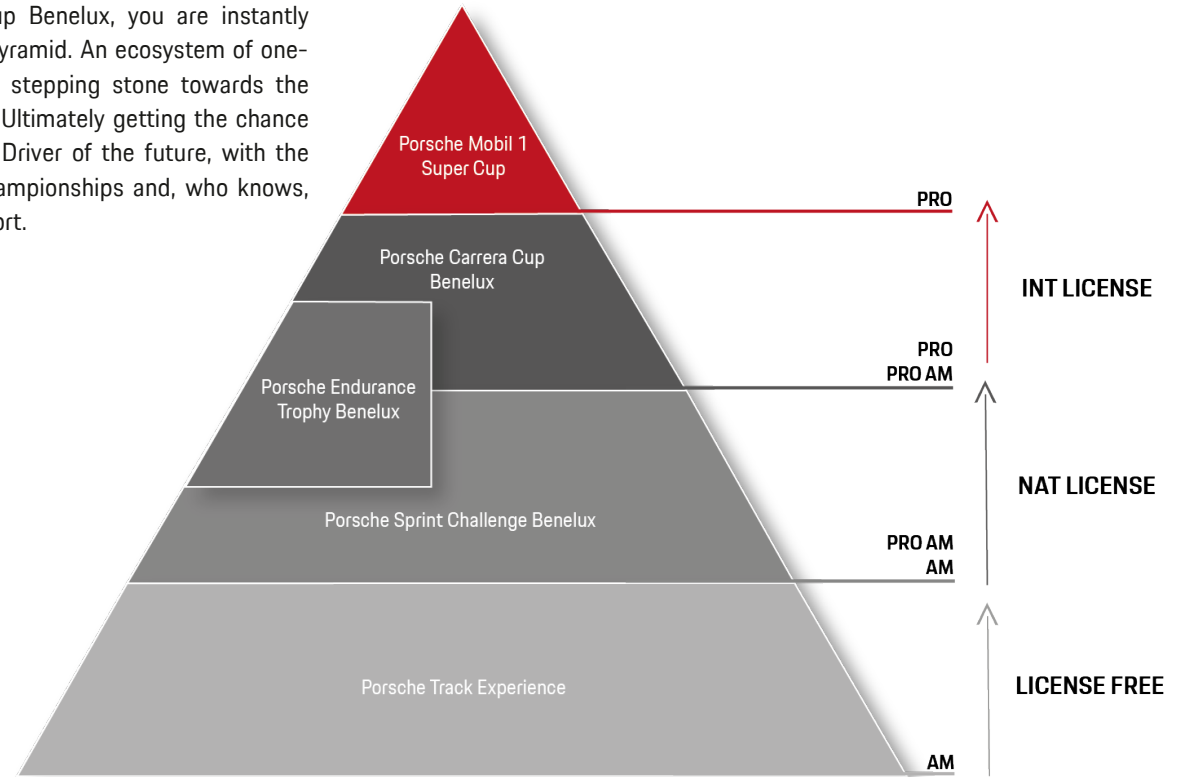 up Benelux, you are instantly
yramid. An ecosystem of one-
stepping stone towards the
Ultimately getting the chance
Driver of the future, with the
ampionships and, who knows,
ort.
Porsche Mobil 1
Super Cup
PRO
Porsche Carrera Cup
Benelux
INT LICENSE
PRO
PRO AM
Porsche Endurance
Trophy Benelux
NAT LICENSE
Porsche Sprint Challenge Benelux
PRO AM
AM
Porsche Track Experience
LICENSE FREE
AM